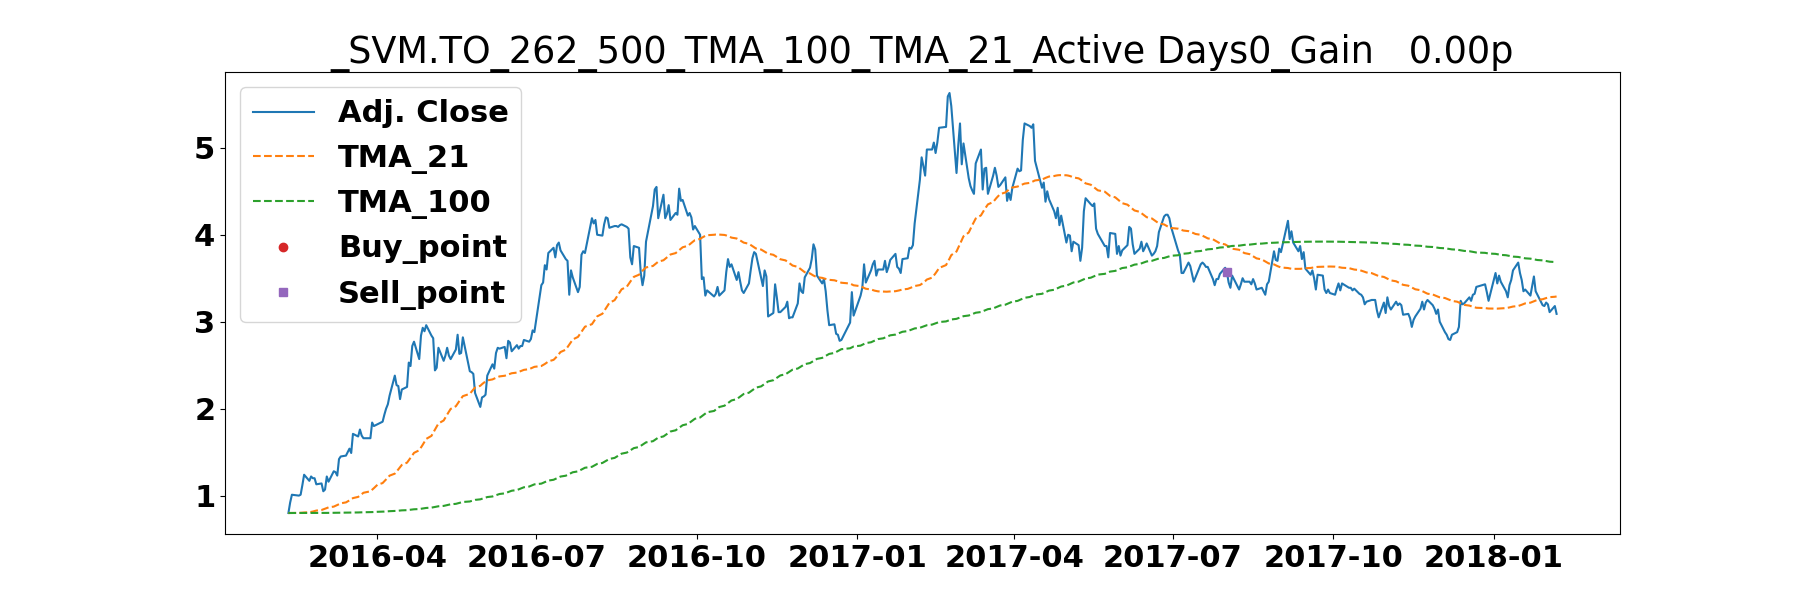 _SVM.TO_262_500_TMA_100_TMA_21_Active Days0_Gain   0.00p
Adj. Close
TMA_21
TMA_100
Buy_point
Sell_point
5
4
3
2
1
2016-04 2016-07 2016-10 2017-01 2017-04 2017-07 2017-10 2018-01